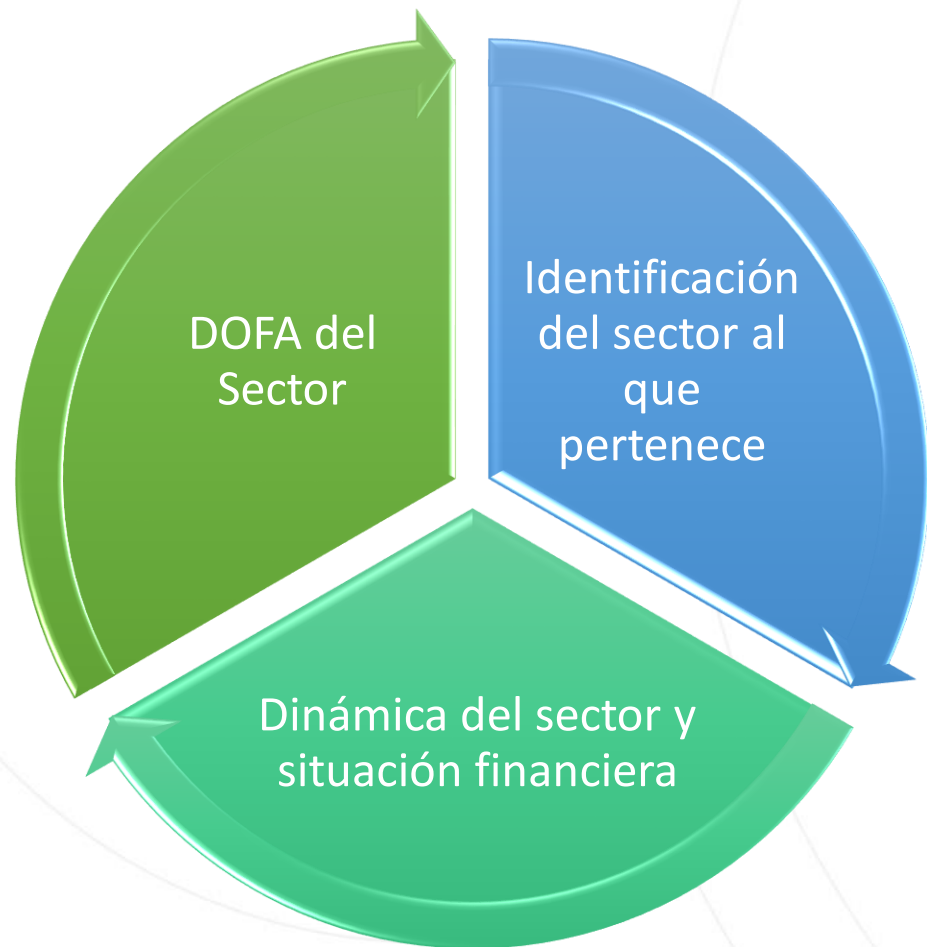 DOFA del
Sector
Identificación
del sector al
que
pertenece
Dinámica del sector y
situación financiera